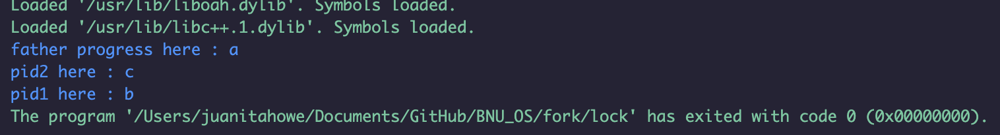 Loaded '/usr/lib/liboah.dylib'. Symbols loaded.
Loaded '/usr/lib/libc++.1.dylib'. Symbols loaded.
father progress here : a
pid2 here : c
pid1 here : b
The program '/Users/juanitahowe/Documents/GitHub/BNU_OS/fork/lock' has exited with code 0 (0x00000000).